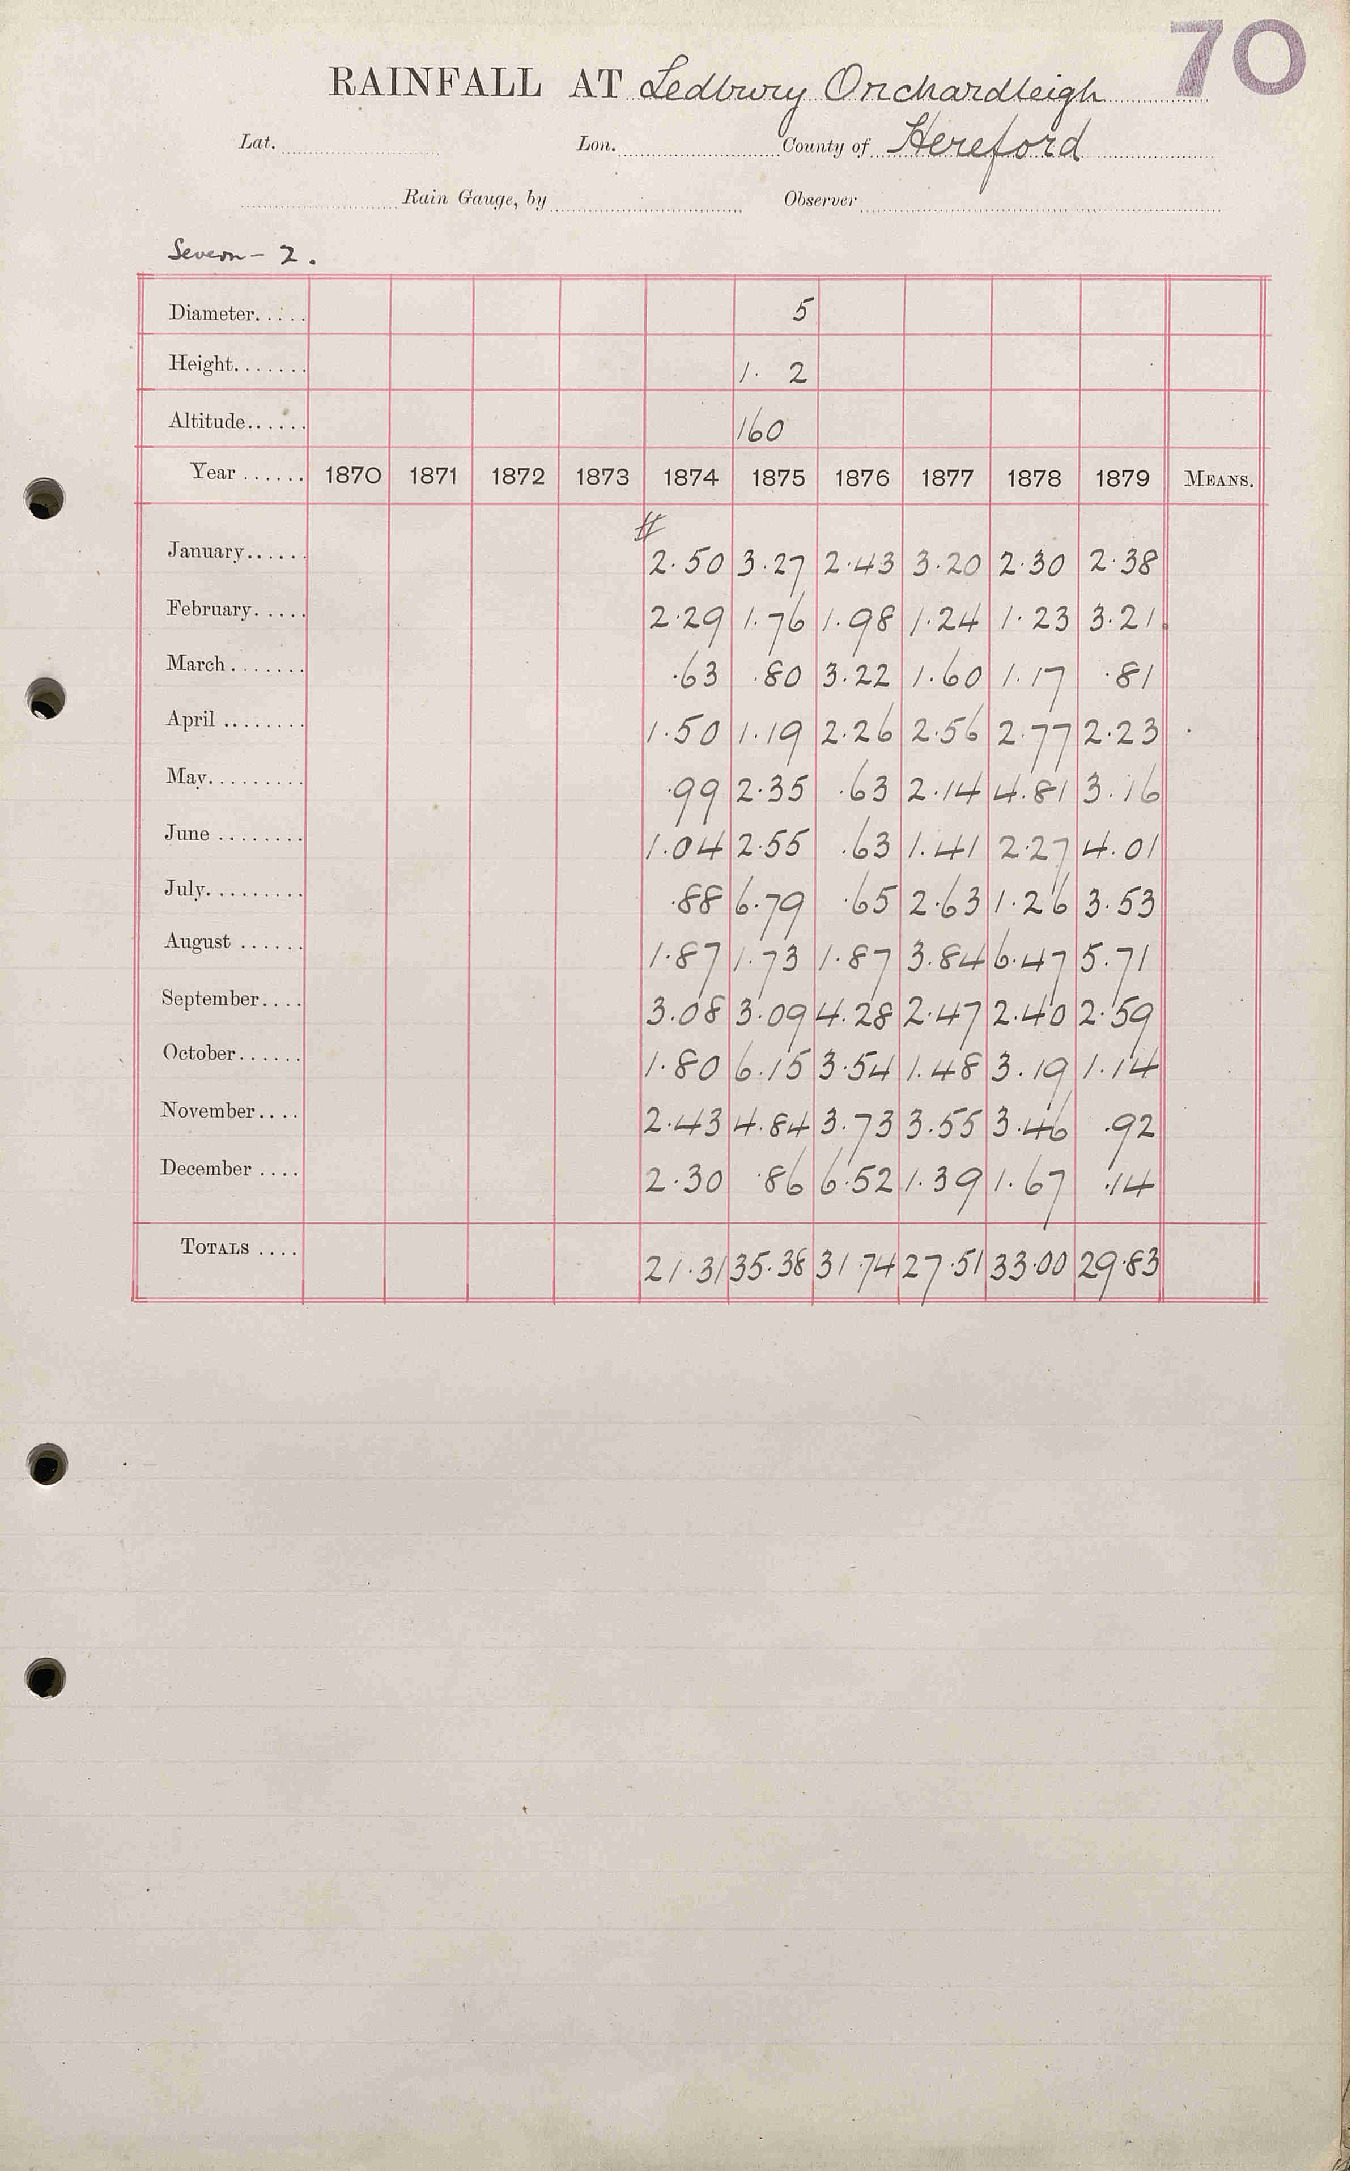 70
RAINFALL AT Ledbury Orchardleigh
Lat. Lon. County of Hereford
Rain Gauge, by Observer
Severn - 2.
Diameter...... 5
Height....... 1. 2
Altitude...... 160
Year ...... 1870 1871 1872 1873 1874 1875 1876 1877 1878 1879 MEANS.
#
January...... 2.50 3.27 2.43 3.20 2.30 2.38
February..... 2.29 1.76 1.98 1.24 1.23 3.21
March....... .63 .80 3.22 1.60 1.17 .81
April ........ 1.50 1.19 2.26 2.56 2.77 2.23
May......... .99 2.35 .63 2.14 4.81 3.16
June ........ 1.04 2.55 .63 1.41 2.27 4.01
July......... .88 6.79 .65 2.63 1.26 3.53
August ...... 1.87 1.73 1.87 3.84 6.47 5.71
September.... 3.08 3.09 4.28 2.47 2.40 2.59
October...... 1.80 6.15 3.54 1.48 3.19 1.14
November.... 2.43 4.84 3.73 3.55 3.46 .92
December .... 2.30 .86 6.52 1.39 1.67 .14
TOTALS .... 21.31 35.38 31.74 27.51 33.00 29.83